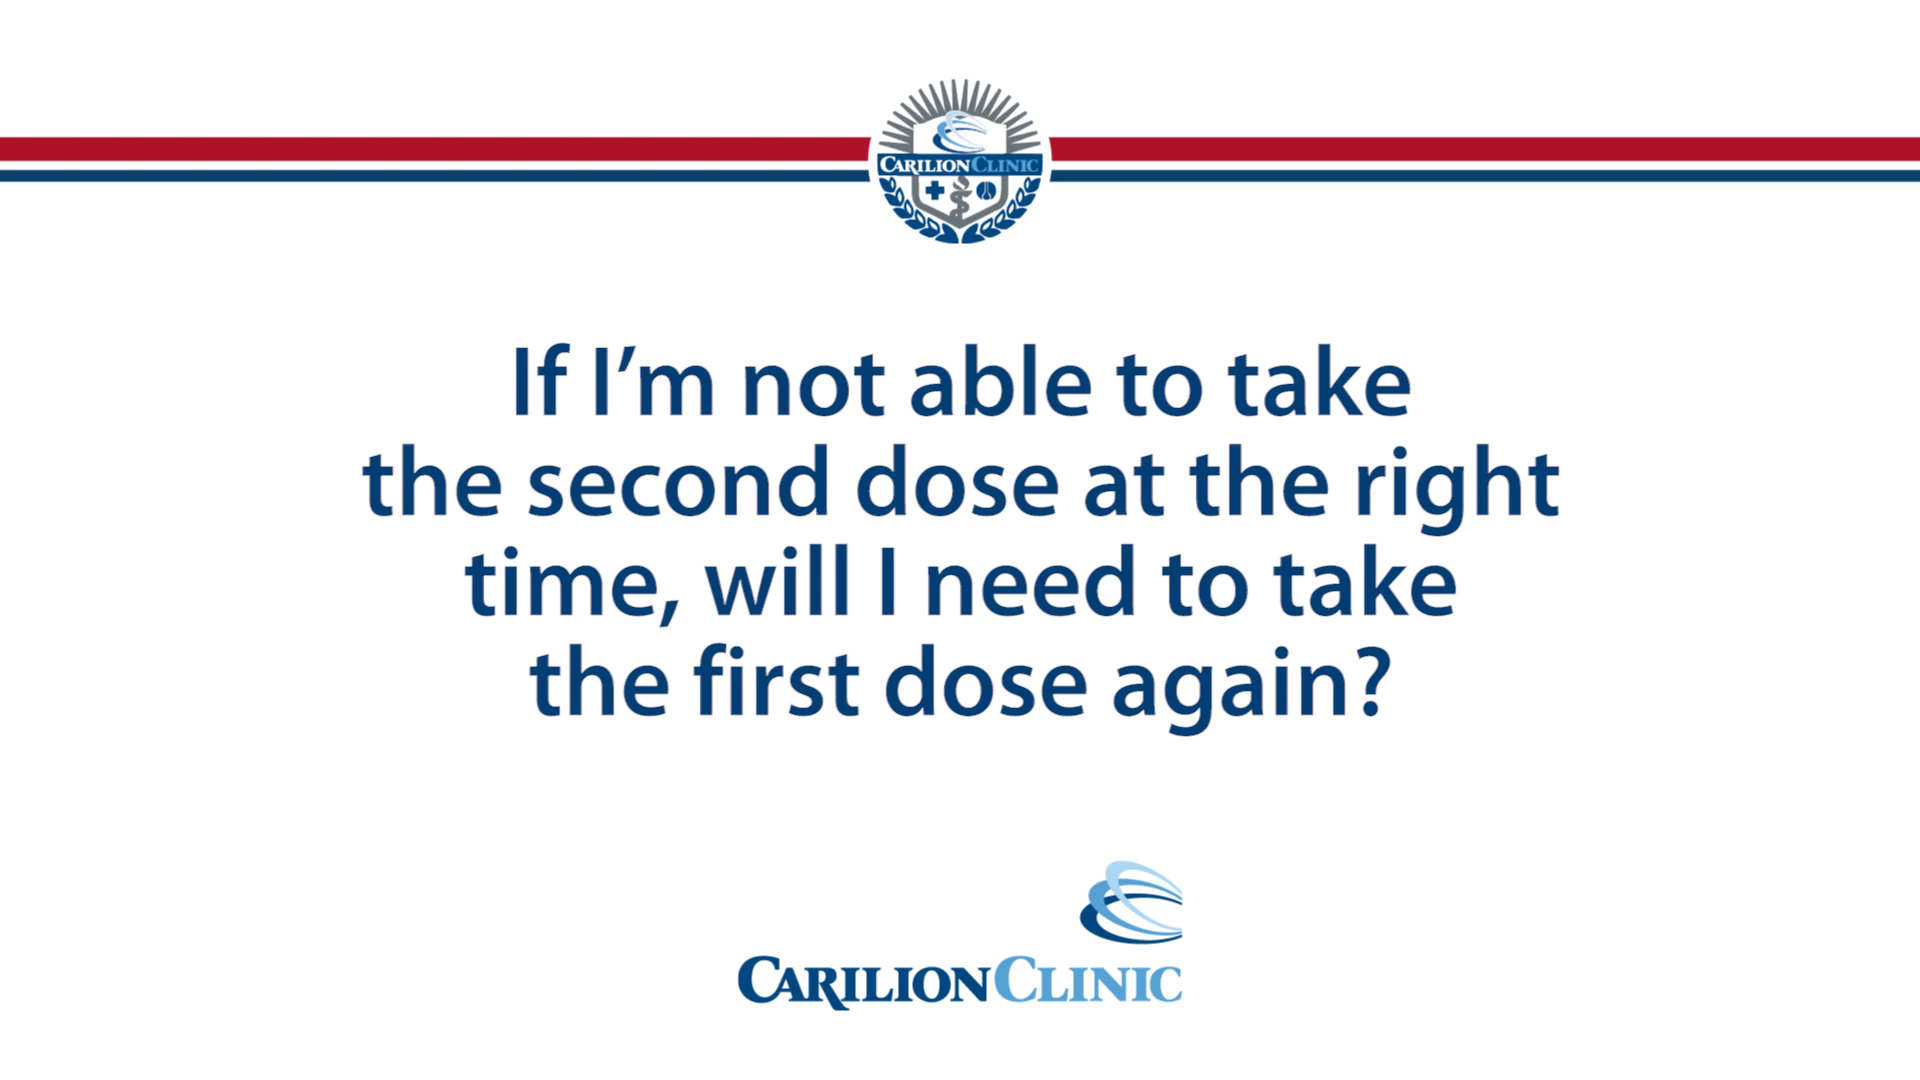 CARILION CLINIC
If I’m not able to take
the second dose at the right
time, will I need to take
the first dose again?
CARILION CLINIC